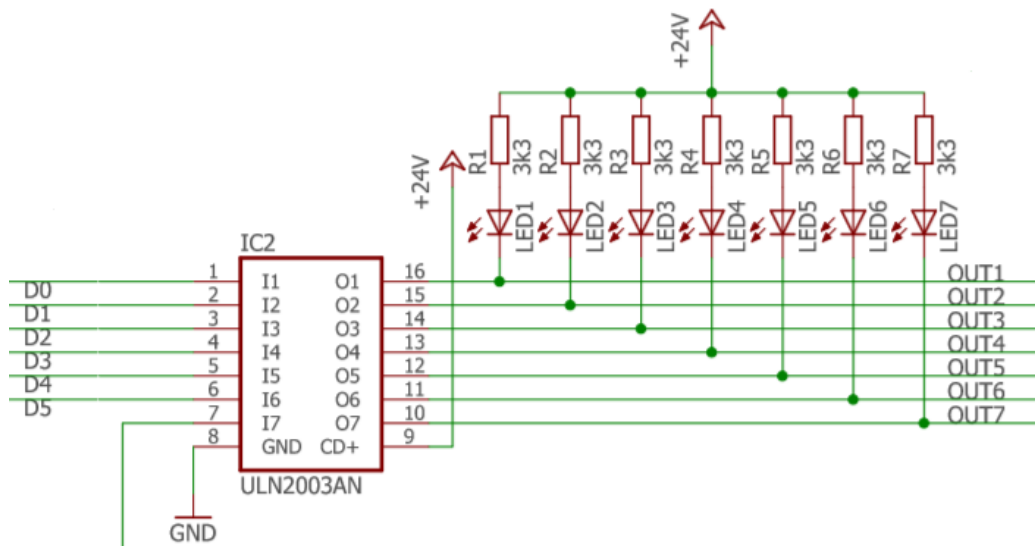 +24V
R1
3k3
R2
3k3
R3
3k3
R4
3k3
R5
3k3
R6
3k3
R7
3k3
+24V
LED1
LED2
LED3
LED4
LED5
LED6
LED7
IC2
D0 1 I1 O1 16 OUT1
D1 2 I2 O2 15 OUT2
D2 3 I3 O3 14 OUT3
D3 4 I4 O4 13 OUT4
D4 5 I5 O5 12 OUT5
D5 6 I6 O6 11 OUT6
7 I7 O7 10 OUT7
8 GND CD+ 9
ULN2003AN
GND